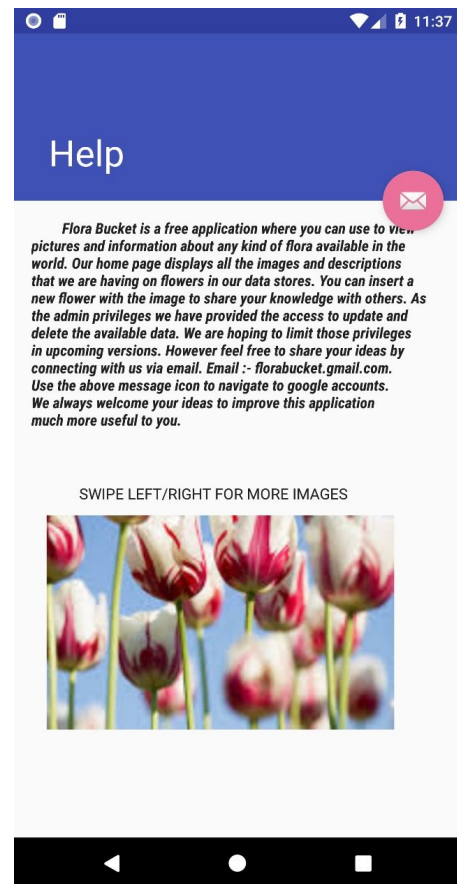 11:37
Help
Flora Bucket is a free application where you can use to view
pictures and information about any kind of flora available in the
world. Our home page displays all the images and descriptions
that we are having on flowers in our data stores. You can insert a
new flower with the image to share your knowledge with others. As
the admin privileges we have provided the access to update and
delete the available data. We are hoping to limit those privileges
in upcoming versions. However feel free to share your ideas by
connecting with us via email. Email :- florabucket.gmail.com.
Use the above message icon to navigate to google accounts.
We always welcome your ideas to improve this application
much more useful to you.
SWIPE LEFT/RIGHT FOR MORE IMAGES